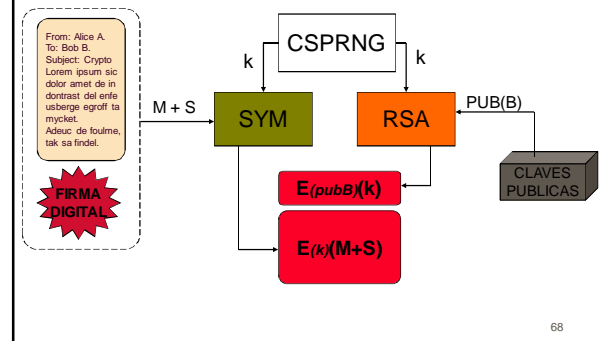 From: Alice A.
To: Bob B.
Subject: Crypto
Lorem ipsum sic
dolor amet de in
dontrast del enfe
usberge egroff ta
mycket.
Adeuc de foulme,
tak sa findel.
FIRMA
DIGITAL
M + S
CSPRNG
k
k
SYM
RSA
PUB(B)
CLAVES
PUBLICAS
E(pubB)(k)
E(k)(M+S)
68